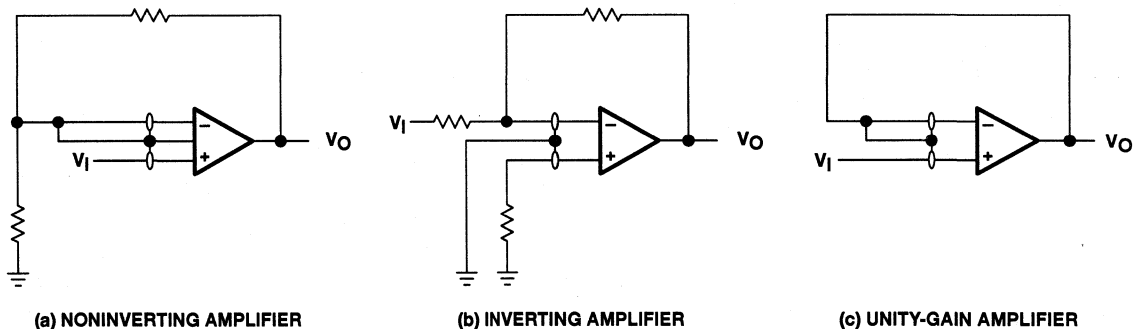 VI
−
+
VO
(a) NONINVERTING AMPLIFIER
VI
−
+
VO
(b) INVERTING AMPLIFIER
VI
−
+
VO
(c) UNITY-GAIN AMPLIFIER